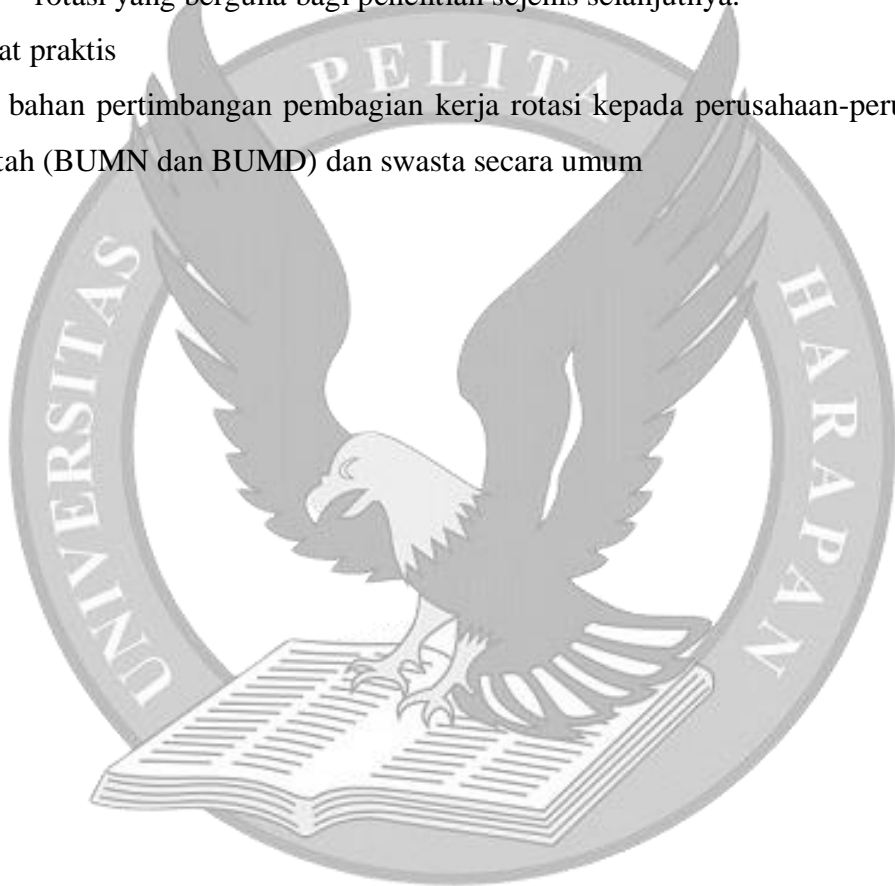 rotasi yang berguna bagi penelitian sejenis selanjutnya.
at praktis
bahan pertimbangan pembagian kerja rotasi kepada perusahaan-peru
tah (BUMN dan BUMD) dan swasta secara umum
UNIVERSITAS PELITA HARAPAN